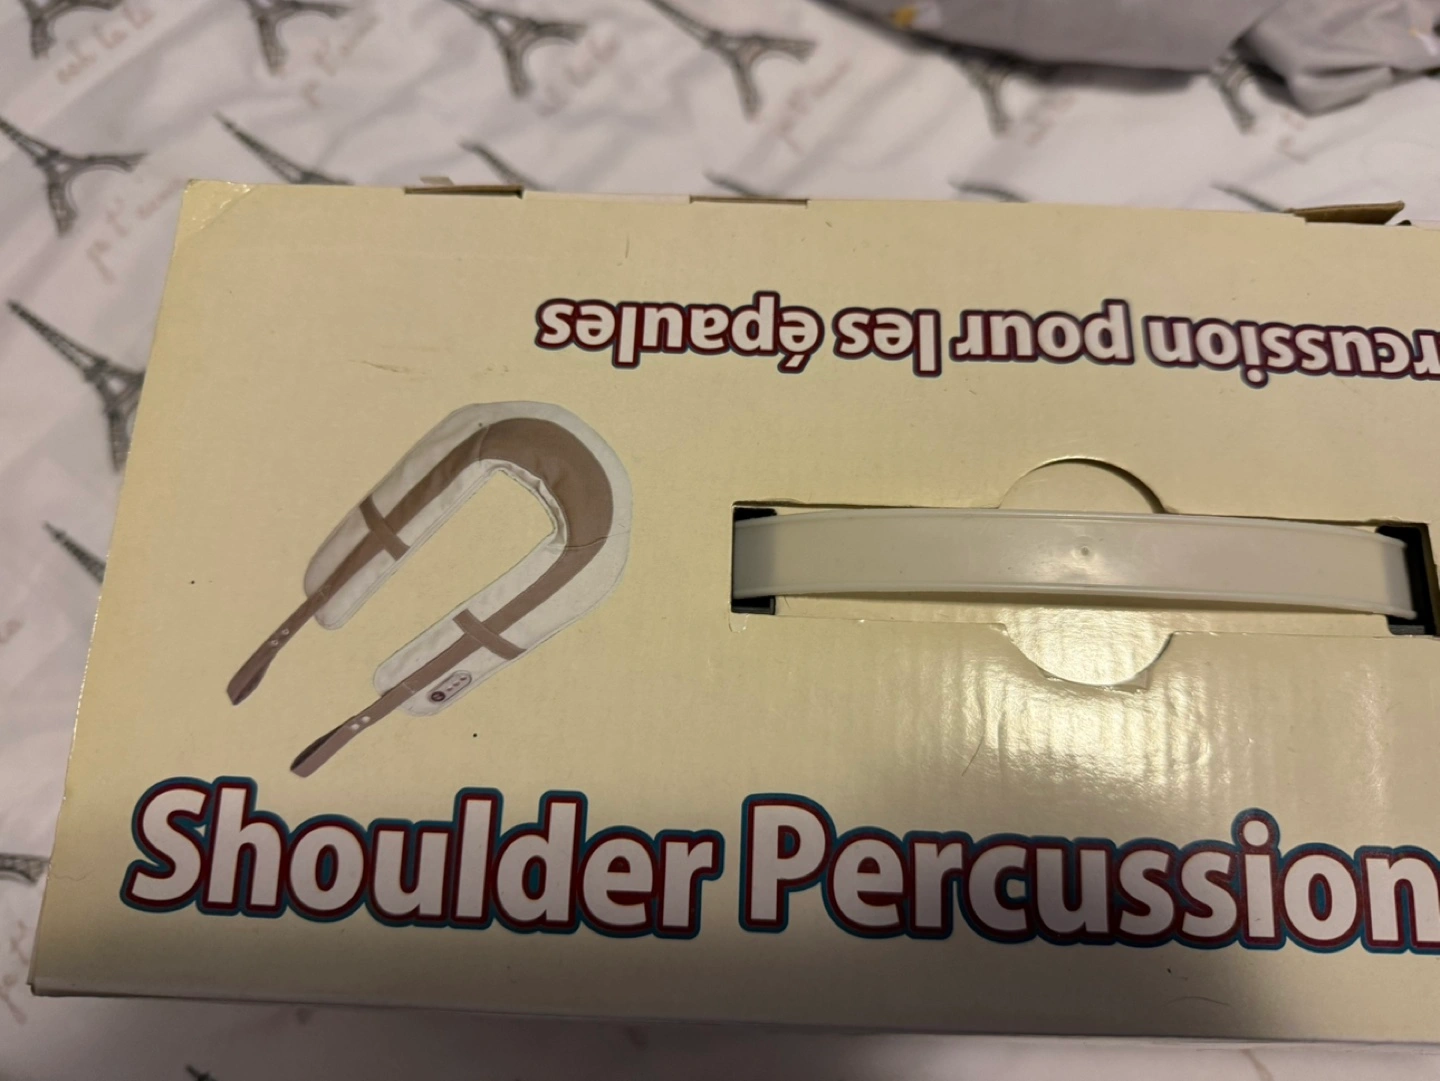 rcussion pour les épaules
Shoulder Percussion